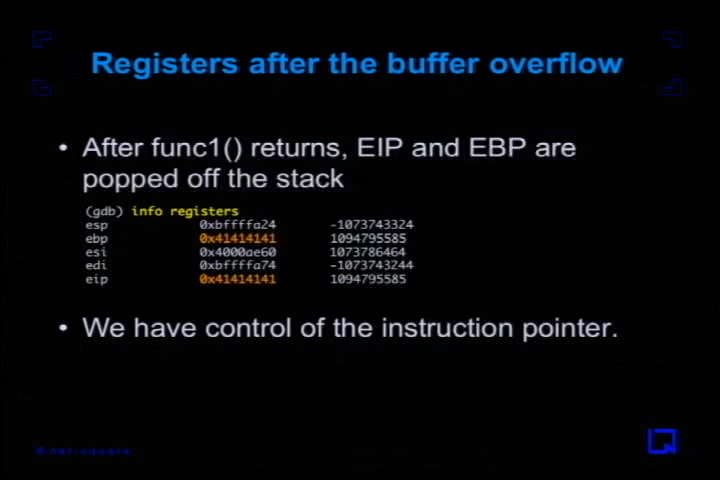 Registers after the buffer overflow
• After func1() returns, EIP and EBP are
popped off the stack
(gdb) info registers
esp 0xbffffa24 -1073743324
ebp 0x41414141 1094795585
esi 0x4000ae60 1073786464
edi 0xbffffa74 -1073743244
eip 0x41414141 1094795585
• We have control of the instruction pointer.
© net-square